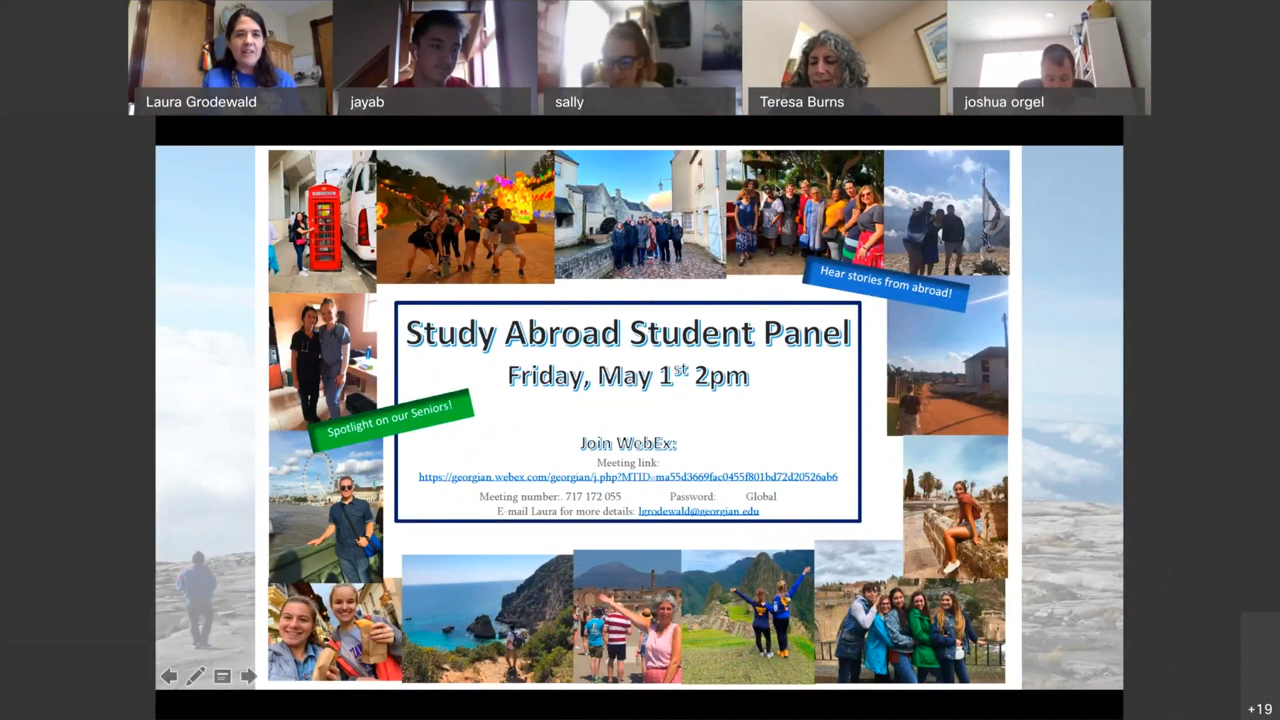 Laura Grodewald
jayab
sally
Teresa Burns
joshua orgel
Hear stories from abroad!
Study Abroad Student Panel
Friday, May 1st 2pm
Spotlight on our Seniors!
Join WebEx:
Meeting link:
https://georgian.webex.com/georgian/j.php?MTID=ma55d3669fac0455f801bd72d20526ab6
Meeting number:. 717 172 055 Password: Global
E-mail Laura for more details: lgrodewald@georgian.edu
+19